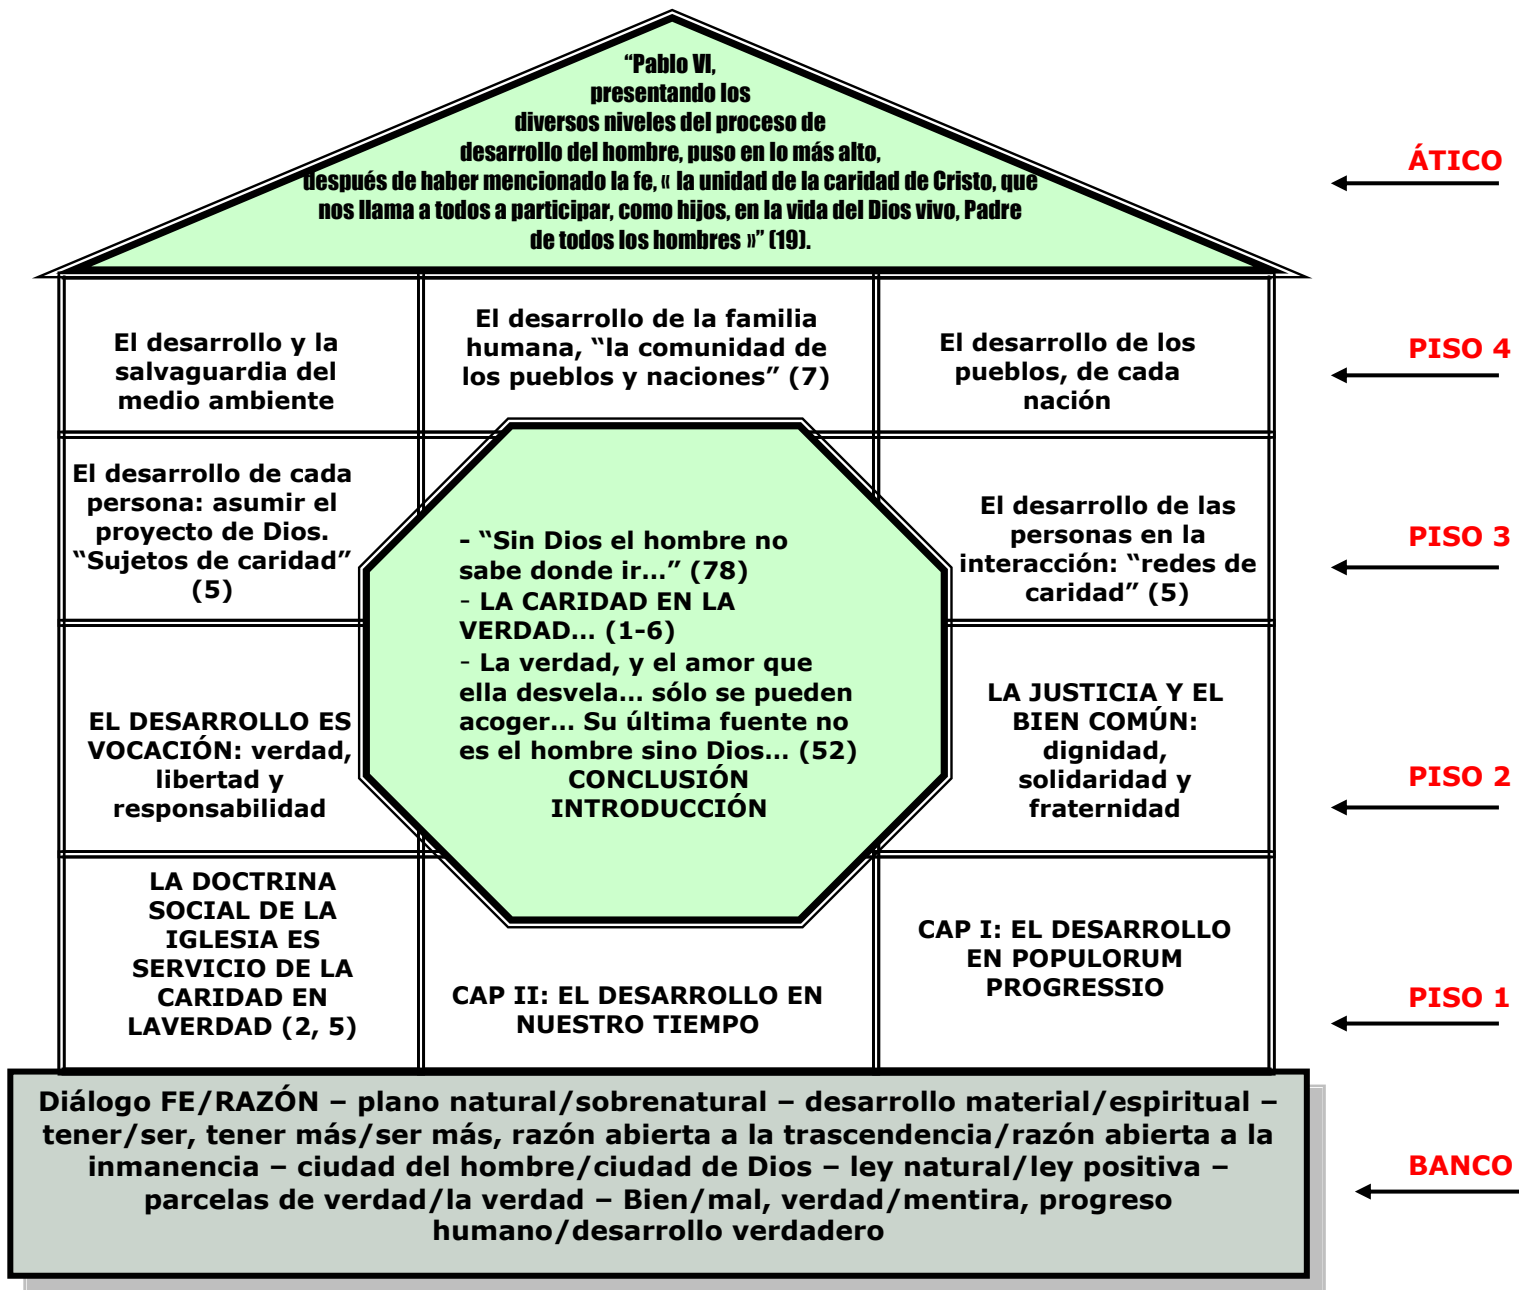 “Pablo VI,
presentando los
diversos niveles del proceso de
desarrollo del hombre, puso en lo más alto,
después de haber mencionado la fe, « la unidad de la caridad de Cristo, que
nos llama a todos a participar, como hijos, en la vida del Dios vivo, Padre
de todos los hombres »” (19).
ÁTICO
El desarrollo y la
salvaguardia del
medio ambiente
El desarrollo de la familia
humana, “la comunidad de
los pueblos y naciones” (7)
El desarrollo de los
pueblos, de cada
nación
PISO 4
El desarrollo de cada
persona: asumir el
proyecto de Dios.
“Sujetos de caridad”
(5)
- “Sin Dios el hombre no
sabe donde ir...” (78)
- LA CARIDAD EN LA
VERDAD... (1-6)
- La verdad, y el amor que
ella desvela... sólo se pueden
acoger... Su última fuente no
es el hombre sino Dios... (52)
CONCLUSIÓN
INTRODUCCIÓN
El desarrollo de las
personas en la
interacción: “redes de
caridad” (5)
PISO 3
EL DESARROLLO ES
VOCACIÓN: verdad,
libertad y
responsabilidad
LA JUSTICIA Y EL
BIEN COMÚN:
dignidad,
solidaridad y
fraternidad
PISO 2
LA DOCTRINA
SOCIAL DE LA
IGLESIA ES
SERVICIO DE LA
CARIDAD EN
LAVERDAD (2, 5)
CAP II: EL DESARROLLO EN
NUESTRO TIEMPO
CAP I: EL DESARROLLO
EN POPULORUM
PROGRESSIO
PISO 1
Diálogo FE/RAZÓN – plano natural/sobrenatural – desarrollo material/espiritual –
tener/ser, tener más/ser más, razón abierta a la trascendencia/razón abierta a la
inmanencia – ciudad del hombre/ciudad de Dios – ley natural/ley positiva –
parcelas de verdad/la verdad – Bien/mal, verdad/mentira, progreso
humano/desarrollo verdadero
BANCO